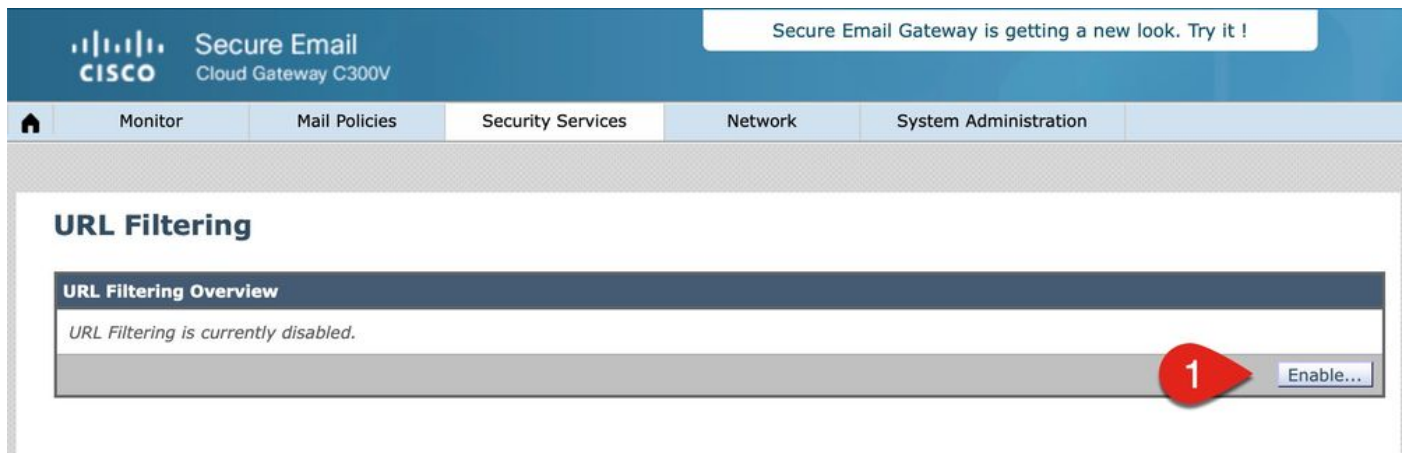 Secure Email Gateway is getting a new look. Try it !
CISCO
Secure Email
Cloud Gateway C300V
Monitor Mail Policies Security Services Network System Administration
URL Filtering
URL Filtering Overview
URL Filtering is currently disabled.
1
Enable...